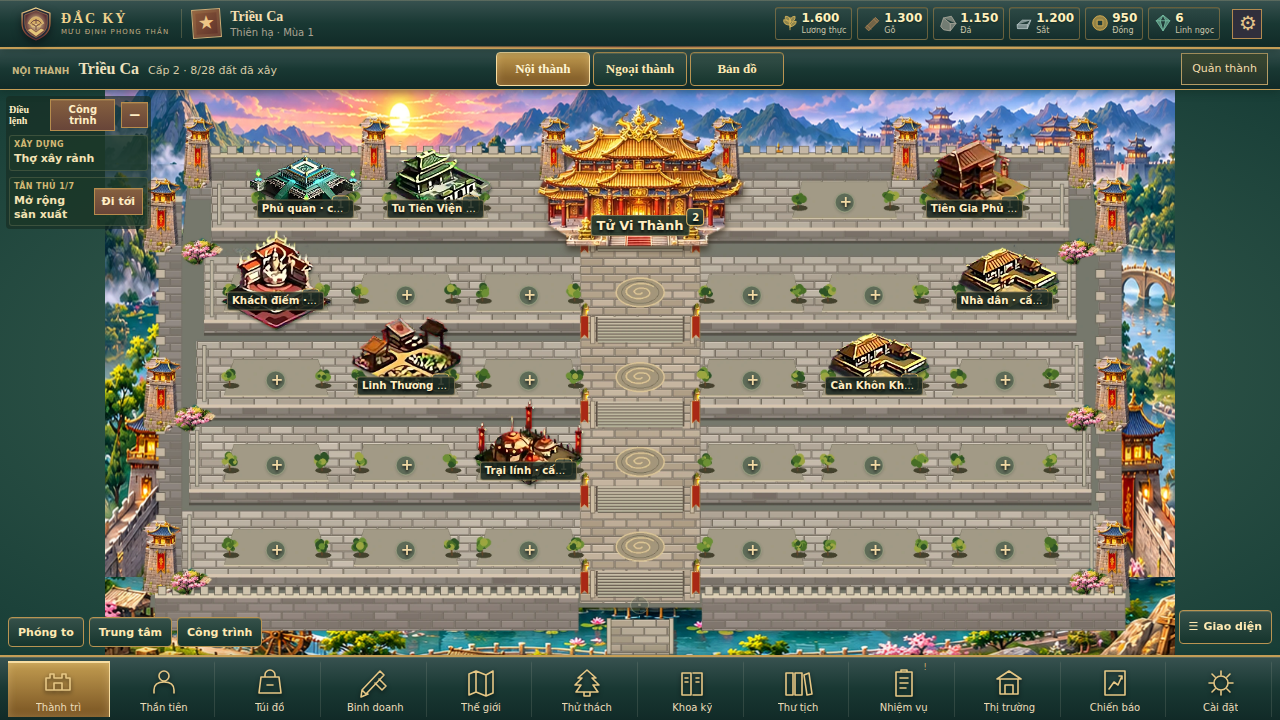 ĐẮC KỶ
MƯU ĐỊNH PHONG THẦN
Triều Ca
Thiên hạ · Mùa 1
1.600
Lương thực
1.300
Gỗ
1.150
Đá
1.200
Sắt
950
Đồng
6
Linh ngọc
NỘI THÀNH
Triều Ca
Cấp 2 · 8/28 đất đã xây
Nội thành
Ngoại thành
Bản đồ
Quản thành
Điều lệnh
Công trình
−
XÂY DỰNG
Thợ xây rảnh
TÂN THỦ 1/7
Mở rộng sản xuất
Đi tới
Phủ quan · c...
Tu Tiên Viện ...
Tử Vi Thành
2
Tiên Gia Phủ ...
Khách điếm ·...
Nhà dân · cấ...
Linh Thương ...
Càn Khôn Kh...
Trại lính · cấ...
Phóng to
Trung tâm
Công trình
☰ Giao diện
Thành trì
Thần tiên
Túi đồ
Binh doanh
Thế giới
Thử thách
Khoa kỹ
Thư tịch
Nhiệm vụ
!
Thị trường
Chiến báo
Cài đặt